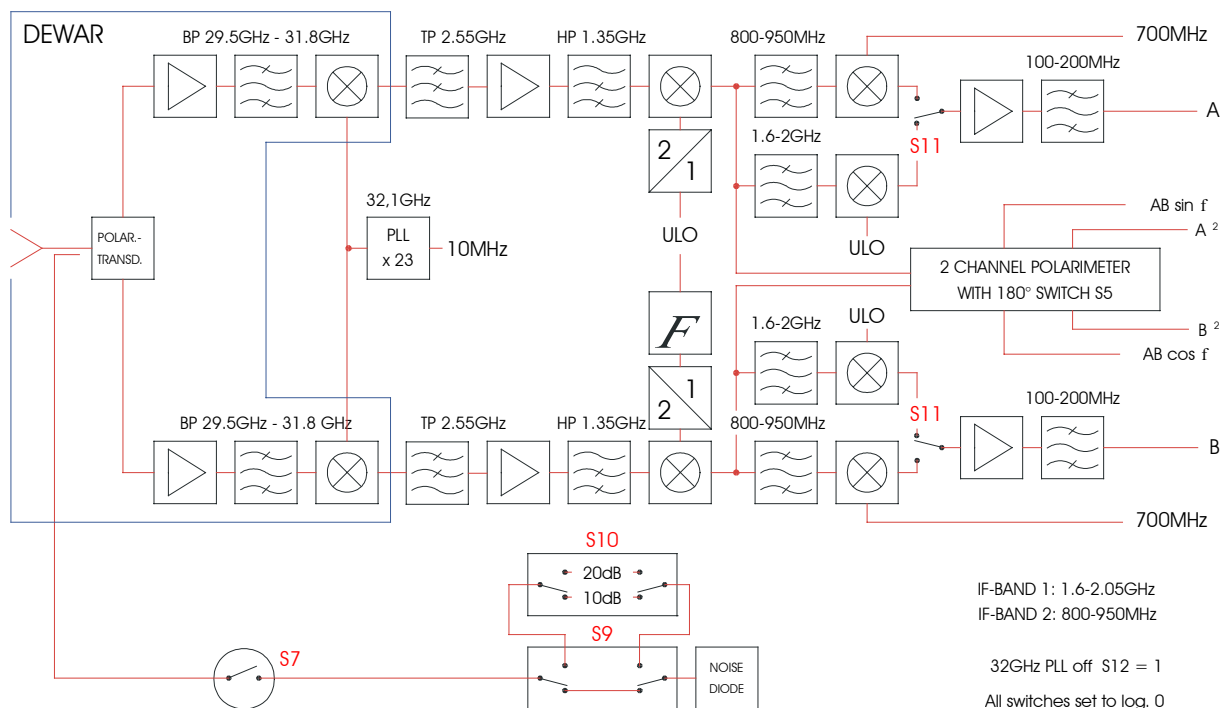 DEWAR
BP 29.5GHz - 31.8GHz
TP 2.55GHz
HP 1.35GHz
800-950MHz
700MHz
100-200MHz
A
2
1
1.6-2GHz
S11
32,1GHz
PLL
x 23
10MHz
ULO
ULO
POLAR.-
TRANSD.
AB sin f
A ²
2 CHANNEL POLARIMETER
WITH 180° SWITCH S5
B ²
AB cos f
F
1.6-2GHz
ULO
1
2
BP 29.5GHz - 31.8 GHz
TP 2.55GHz
HP 1.35GHz
800-950MHz
S11
100-200MHz
B
700MHz
S10
20dB
10dB
S9
S7
NOISE
DIODE
IF-BAND 1: 1.6-2.05GHz
IF-BAND 2: 800-950MHz
32GHz PLL off S12 = 1
All switches set to log. 0